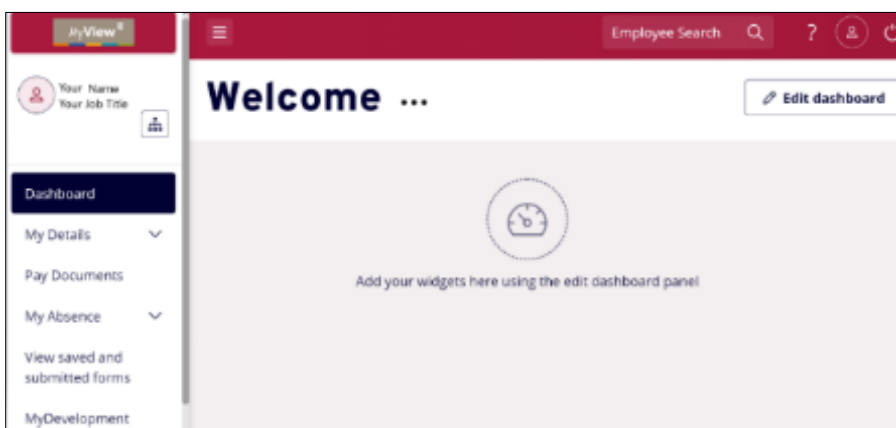 MyView
Employee Search
?
Your Name
Your Job Title
Welcome ...
Edit dashboard
Dashboard
My Details
Pay Documents
My Absence
View saved and
submitted forms
MyDevelopment
Add your widgets here using the edit dashboard panel